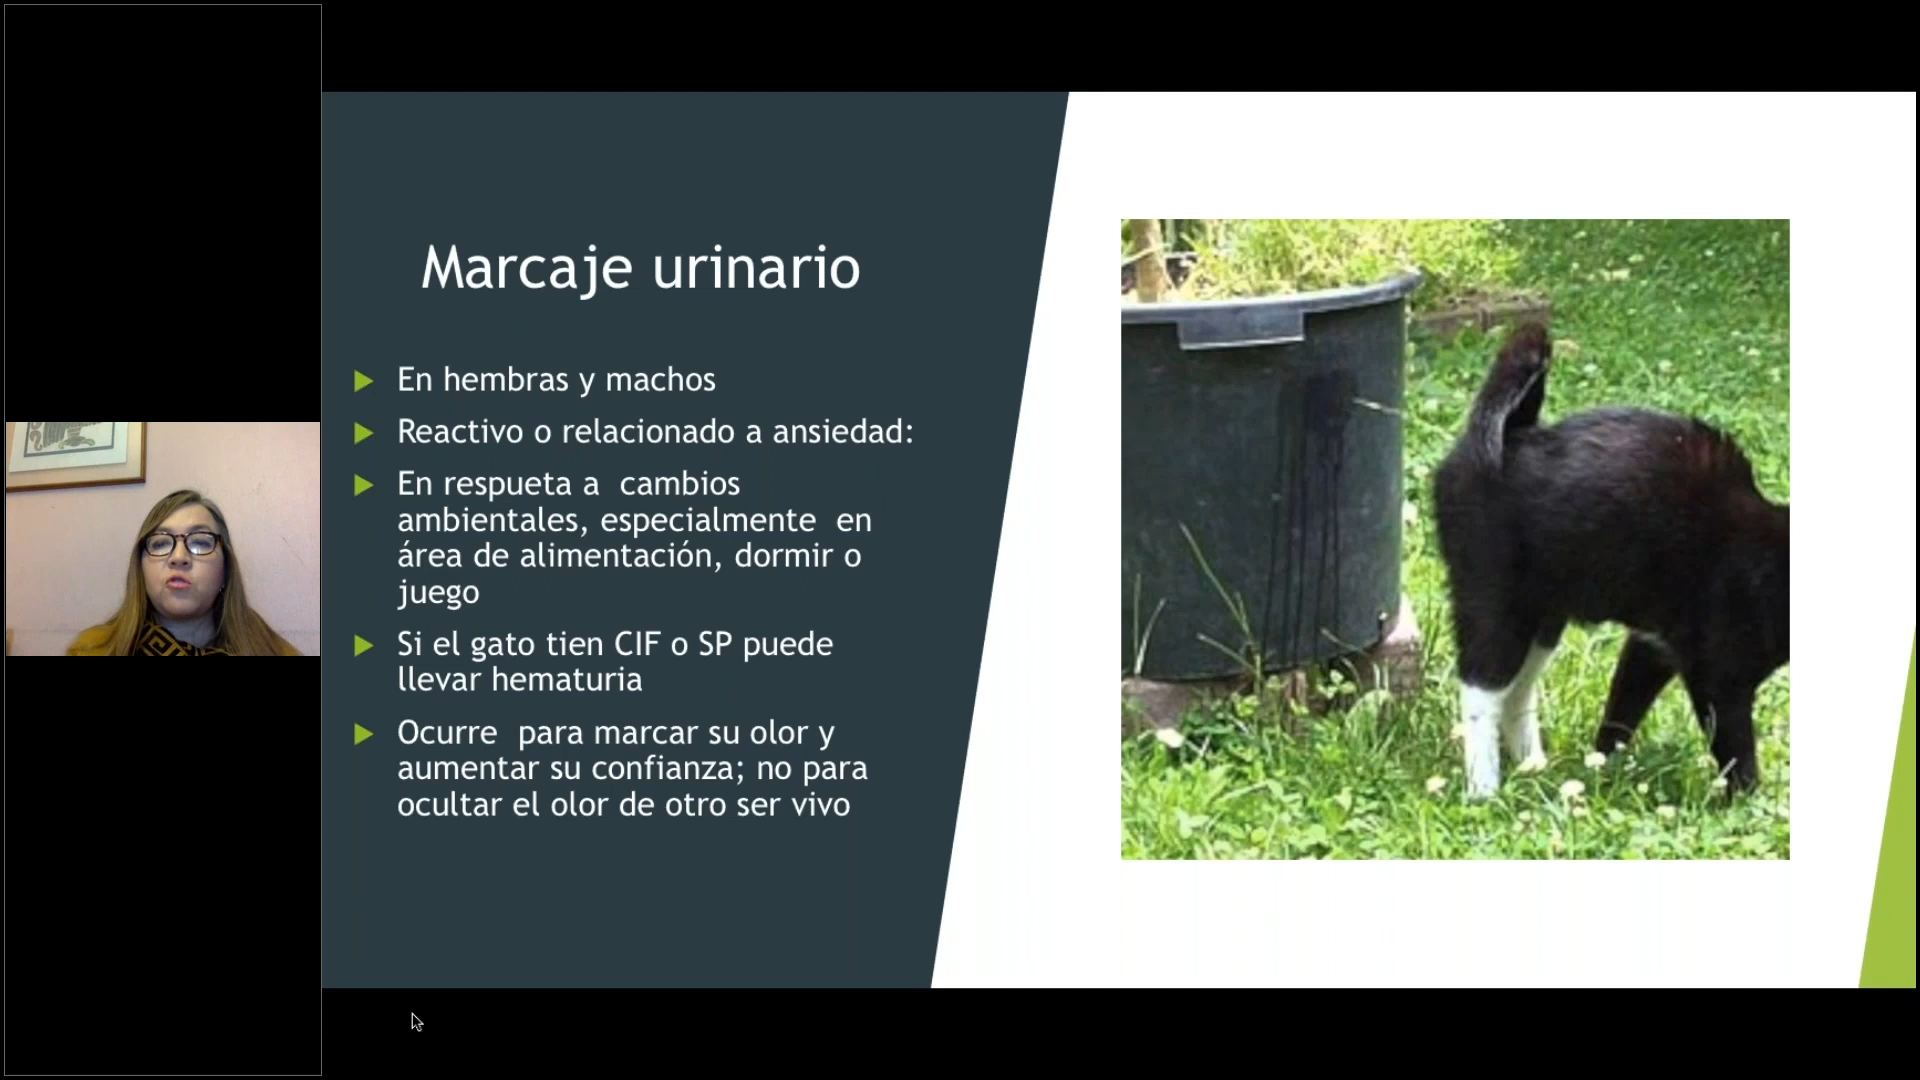 Marcaje urinario
En hembras y machos
Reactivo o relacionado a ansiedad:
En respueta a  cambios
ambientales, especialmente  en
área de alimentación, dormir o
juego
Si el gato tien CIF o SP puede
llevar hematuria
Ocurre  para marcar su olor y
aumentar su confianza; no para
ocultar el olor de otro ser vivo